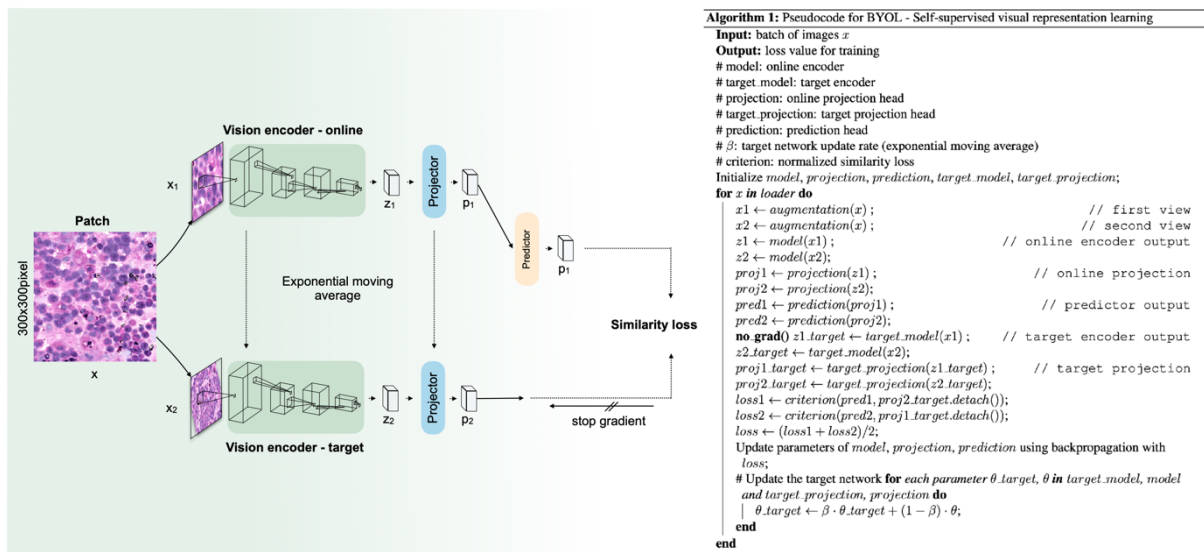 Vision encoder - online
x1
z1
Projector
p1
Patch
300x300pixel
x
Predictor
p1
Exponential moving
average
Similarity loss
x2
z2
Projector
p2
stop gradient
Vision encoder - target
Algorithm 1: Pseudocode for BYOL - Self-supervised visual representation learning
Input: batch of images x
Output: loss value for training
# model: online encoder
# target_model: target encoder
# projection: online projection head
# target_projection: target projection head
# prediction: prediction head
# β: target network update rate (exponential moving average)
# criterion: normalized similarity loss
Initialize model, projection, prediction, target_model, target_projection;
for x in loader do
x1 ← augmentation(x) ; // first view
x2 ← augmentation(x) ; // second view
z1 ← model(x1) ; // online encoder output
z2 ← model(x2);
proj1 ← projection(z1) ; // online projection
proj2 ← projection(z2);
pred1 ← prediction(proj1) ; // predictor output
pred2 ← prediction(proj2);
no_grad() z1_target ← target_model(x1) ; // target encoder output
z2_target ← target_model(x2);
proj1_target ← target_projection(z1_target) ; // target projection
proj2_target ← target_projection(z2_target);
loss1 ← criterion(pred1, proj2_target.detach());
loss2 ← criterion(pred2, proj1_target.detach());
loss ← (loss1 + loss2)/2;
Update parameters of model, projection, prediction using backpropagation with
loss;
# Update the target network for each parameter θ_target, θ in target_model, model
and target_projection, projection do
θ_target ← β · θ_target + (1 − β) · θ;
end
end